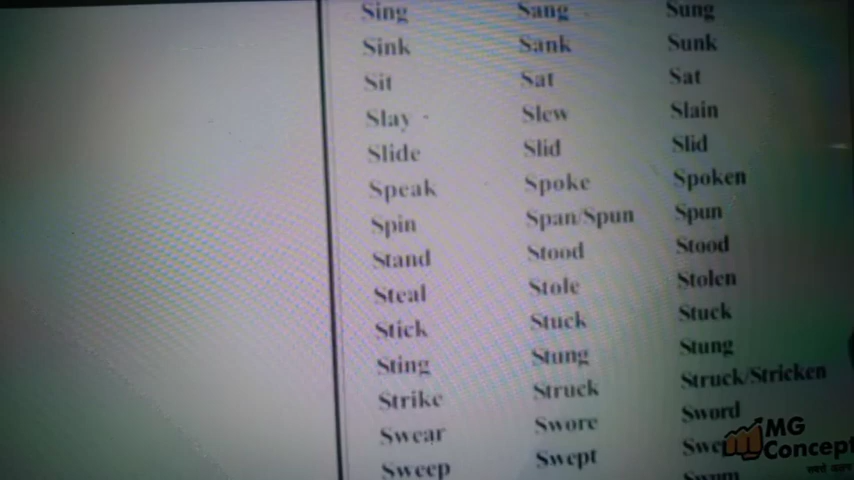 Sing Sang Sung
Sink Sank Sunk
Sit Sat Sat
Slay Slew Slain
Slide Slid Slid
Speak Spoke Spoken
Spin Span/Spun Spun
Stand Stood Stood
Steal Stole Stolen
Stick Stuck Stuck
Sting Stung Stung
Strike Struck Struck/Stricken
Swear Swore Sword
Sweep Swept
Swum
MG
Concept